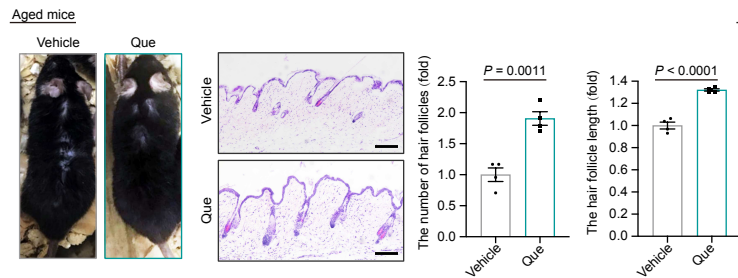 Aged mice
Vehicle
Que
Vehicle
Que
The number of hair follicles (fold)
2.5
2.0
1.5
1.0
0.5
0.0
P = 0.0011
Vehicle
Que
The hair follicle length (fold)
1.4
1.2
1.0
0.8
0.6
0.4
0.2
0.0
P < 0.0001
Vehicle
Que